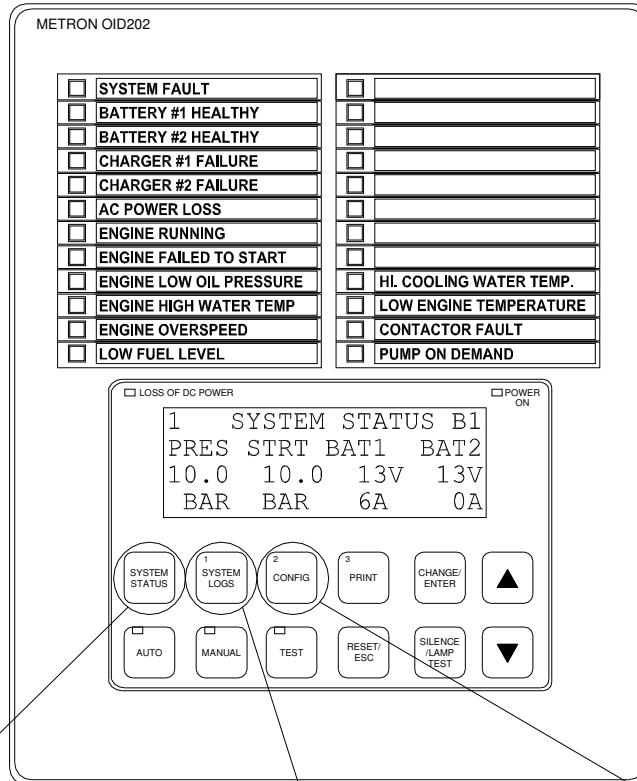 METRON OID202
SYSTEM FAULT
BATTERY #1 HEALTHY
BATTERY #2 HEALTHY
CHARGER #1 FAILURE
CHARGER #2 FAILURE
AC POWER LOSS
ENGINE RUNNING
ENGINE FAILED TO START
ENGINE LOW OIL PRESSURE
ENGINE HIGH WATER TEMP
ENGINE OVERSPEED
LOW FUEL LEVEL
HI. COOLING WATER TEMP.
LOW ENGINE TEMPERATURE
CONTACTOR FAULT
PUMP ON DEMAND
LOSS OF DC POWER
POWER
ON
1 SYSTEM STATUS B1
PRES STRT BAT1 BAT2
10.0 10.0 13V 13V
BAR BAR 6A 0A
SYSTEM
STATUS
1
SYSTEM
LOGS
2
CONFIG
3
PRINT
CHANGE/
ENTER
AUTO
MANUAL
TEST
RESET/
ESC
SILENCE
/LAMP
TEST